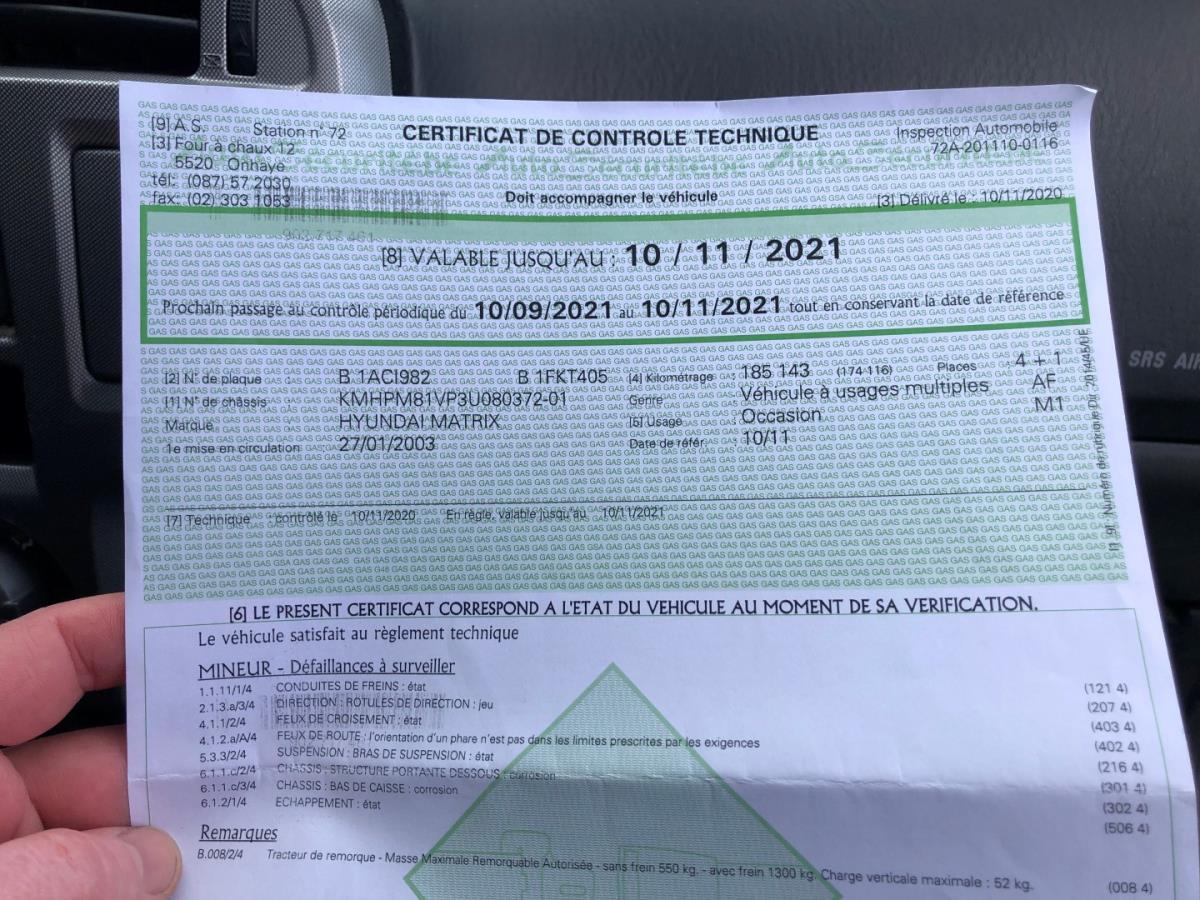 [9] A.S. Station n° 72
[3] Four à chaux 12
5520 Onhaye
tél: (087) 57 2030
fax: (02) 303 1053
CERTIFICAT DE CONTROLE TECHNIQUE
Doit accompagner le véhicule
Inspection Automobile
72A-201110-0116
[3] Délivré le : 10/11/2020
903 717 461
[8] VALABLE JUSQU'AU : 10 / 11 / 2021
Prochain passage au contrôle périodique du 10/09/2021 au 10/11/2021 tout en conservant la date de référence
[2] N° de plaque B 1ACI982 B 1FKT405 [4] Kilométrage : 185 143 (174 116) Places 4 + 1
[1] N° de châssis KMHPM81VP3U080372-01 Genre Véhicule à usages multiples AF
Marque HYUNDAI MATRIX [5] Usage Occasion M1
1e mise en circulation : 27/01/2003 Date de référ. : 10/11
[7] Technique : contrôlé le 10/11/2020 En règle, valable jusqu'au 10/11/2021
[6] LE PRESENT CERTIFICAT CORRESPOND A L'ETAT DU VEHICULE AU MOMENT DE SA VERIFICATION.
Le véhicule satisfait au règlement technique
MINEUR - Défaillances à surveiller
1.1.11/1/4 CONDUITES DE FREINS : état (121 4)
2.1.3.a/3/4 DIRECTION : ROTULES DE DIRECTION : jeu (207 4)
4.1.1/2/4 FEUX DE CROISEMENT : état (403 4)
4.1.2.a/A/4 FEUX DE ROUTE : l'orientation d'un phare n'est pas dans les limites prescrites par les exigences (402 4)
5.3.3/2/4 SUSPENSION : BRAS DE SUSPENSION : état (216 4)
6.1.1.c/2/4 CHASSIS : STRUCTURE PORTANTE DESSOUS : corrosion (301 4)
6.1.1.c/3/4 CHASSIS : BAS DE CAISSE : corrosion (302 4)
6.1.2/1/4 ECHAPPEMENT : état (506 4)
Remarques
B.008/2/4 Tracteur de remorque - Masse Maximale Remorquable Autorisée - sans frein 550 kg. - avec frein 1300 kg. Charge verticale maximale : 52 kg. (008 4)
SRS AI